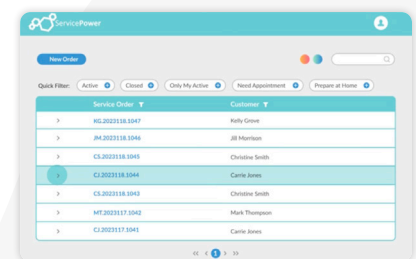 ServicePower
New Order
Quick Filter: Active Closed Only My Active Need Appointment Prepare at Home
Service Order Customer
> KG.2023118.1047 Kelly Grove
> JM.2023118.1046 Jill Morrison
> CS.2023118.1045 Christine Smith
> CJ.2023118.1044 Carrie Jones
> CS.2023118.1043 Christine Smith
> MT.2023117.1042 Mark Thompson
> CJ.2023117.1041 Carrie Jones
<< < 1 > >>